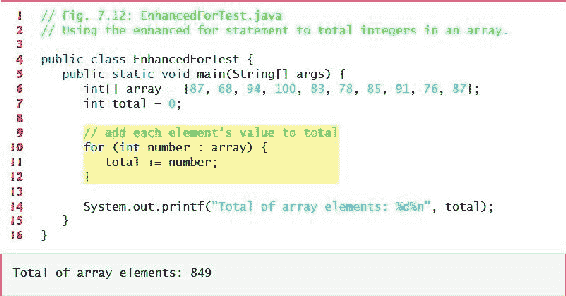 1 // Fig. 7.12: EnhancedForTest.java
2 // Using the enhanced for statement to total integers in an array.
3
4 public class EnhancedForTest {
5 public static void main(String[] args) {
6 int[] array = {87, 68, 94, 100, 83, 78, 85, 91, 76, 87};
7 int total = 0;
8
9 // add each element's value to total
10 for (int number : array) {
11 total += number;
12 }
13
14 System.out.printf("Total of array elements: %d%n", total);
15 }
16 }
Total of array elements: 849